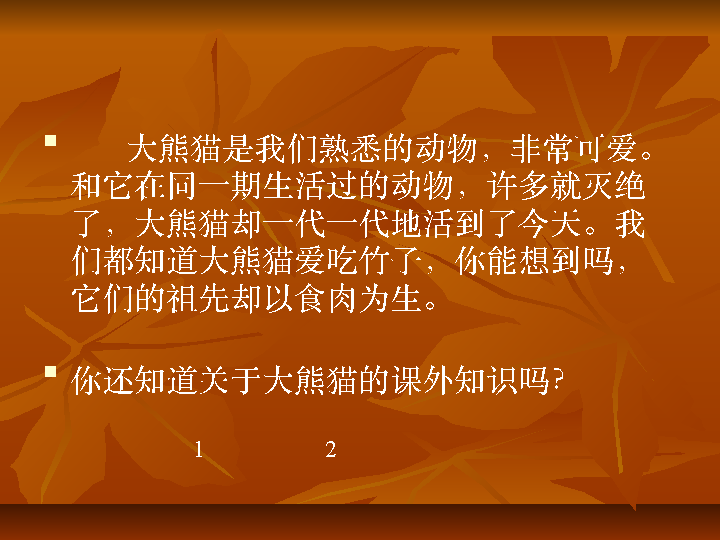 大熊猫是我们熟悉的动物，非常可爱。
和它在同一期生活过的动物，许多就灭绝
了，大熊猫却一代一代地活到了今天。我
们都知道大熊猫爱吃竹了，你能想到吗，
它们的祖先却以食肉为生。
你还知道关于大熊猫的课外知识吗?
1 2